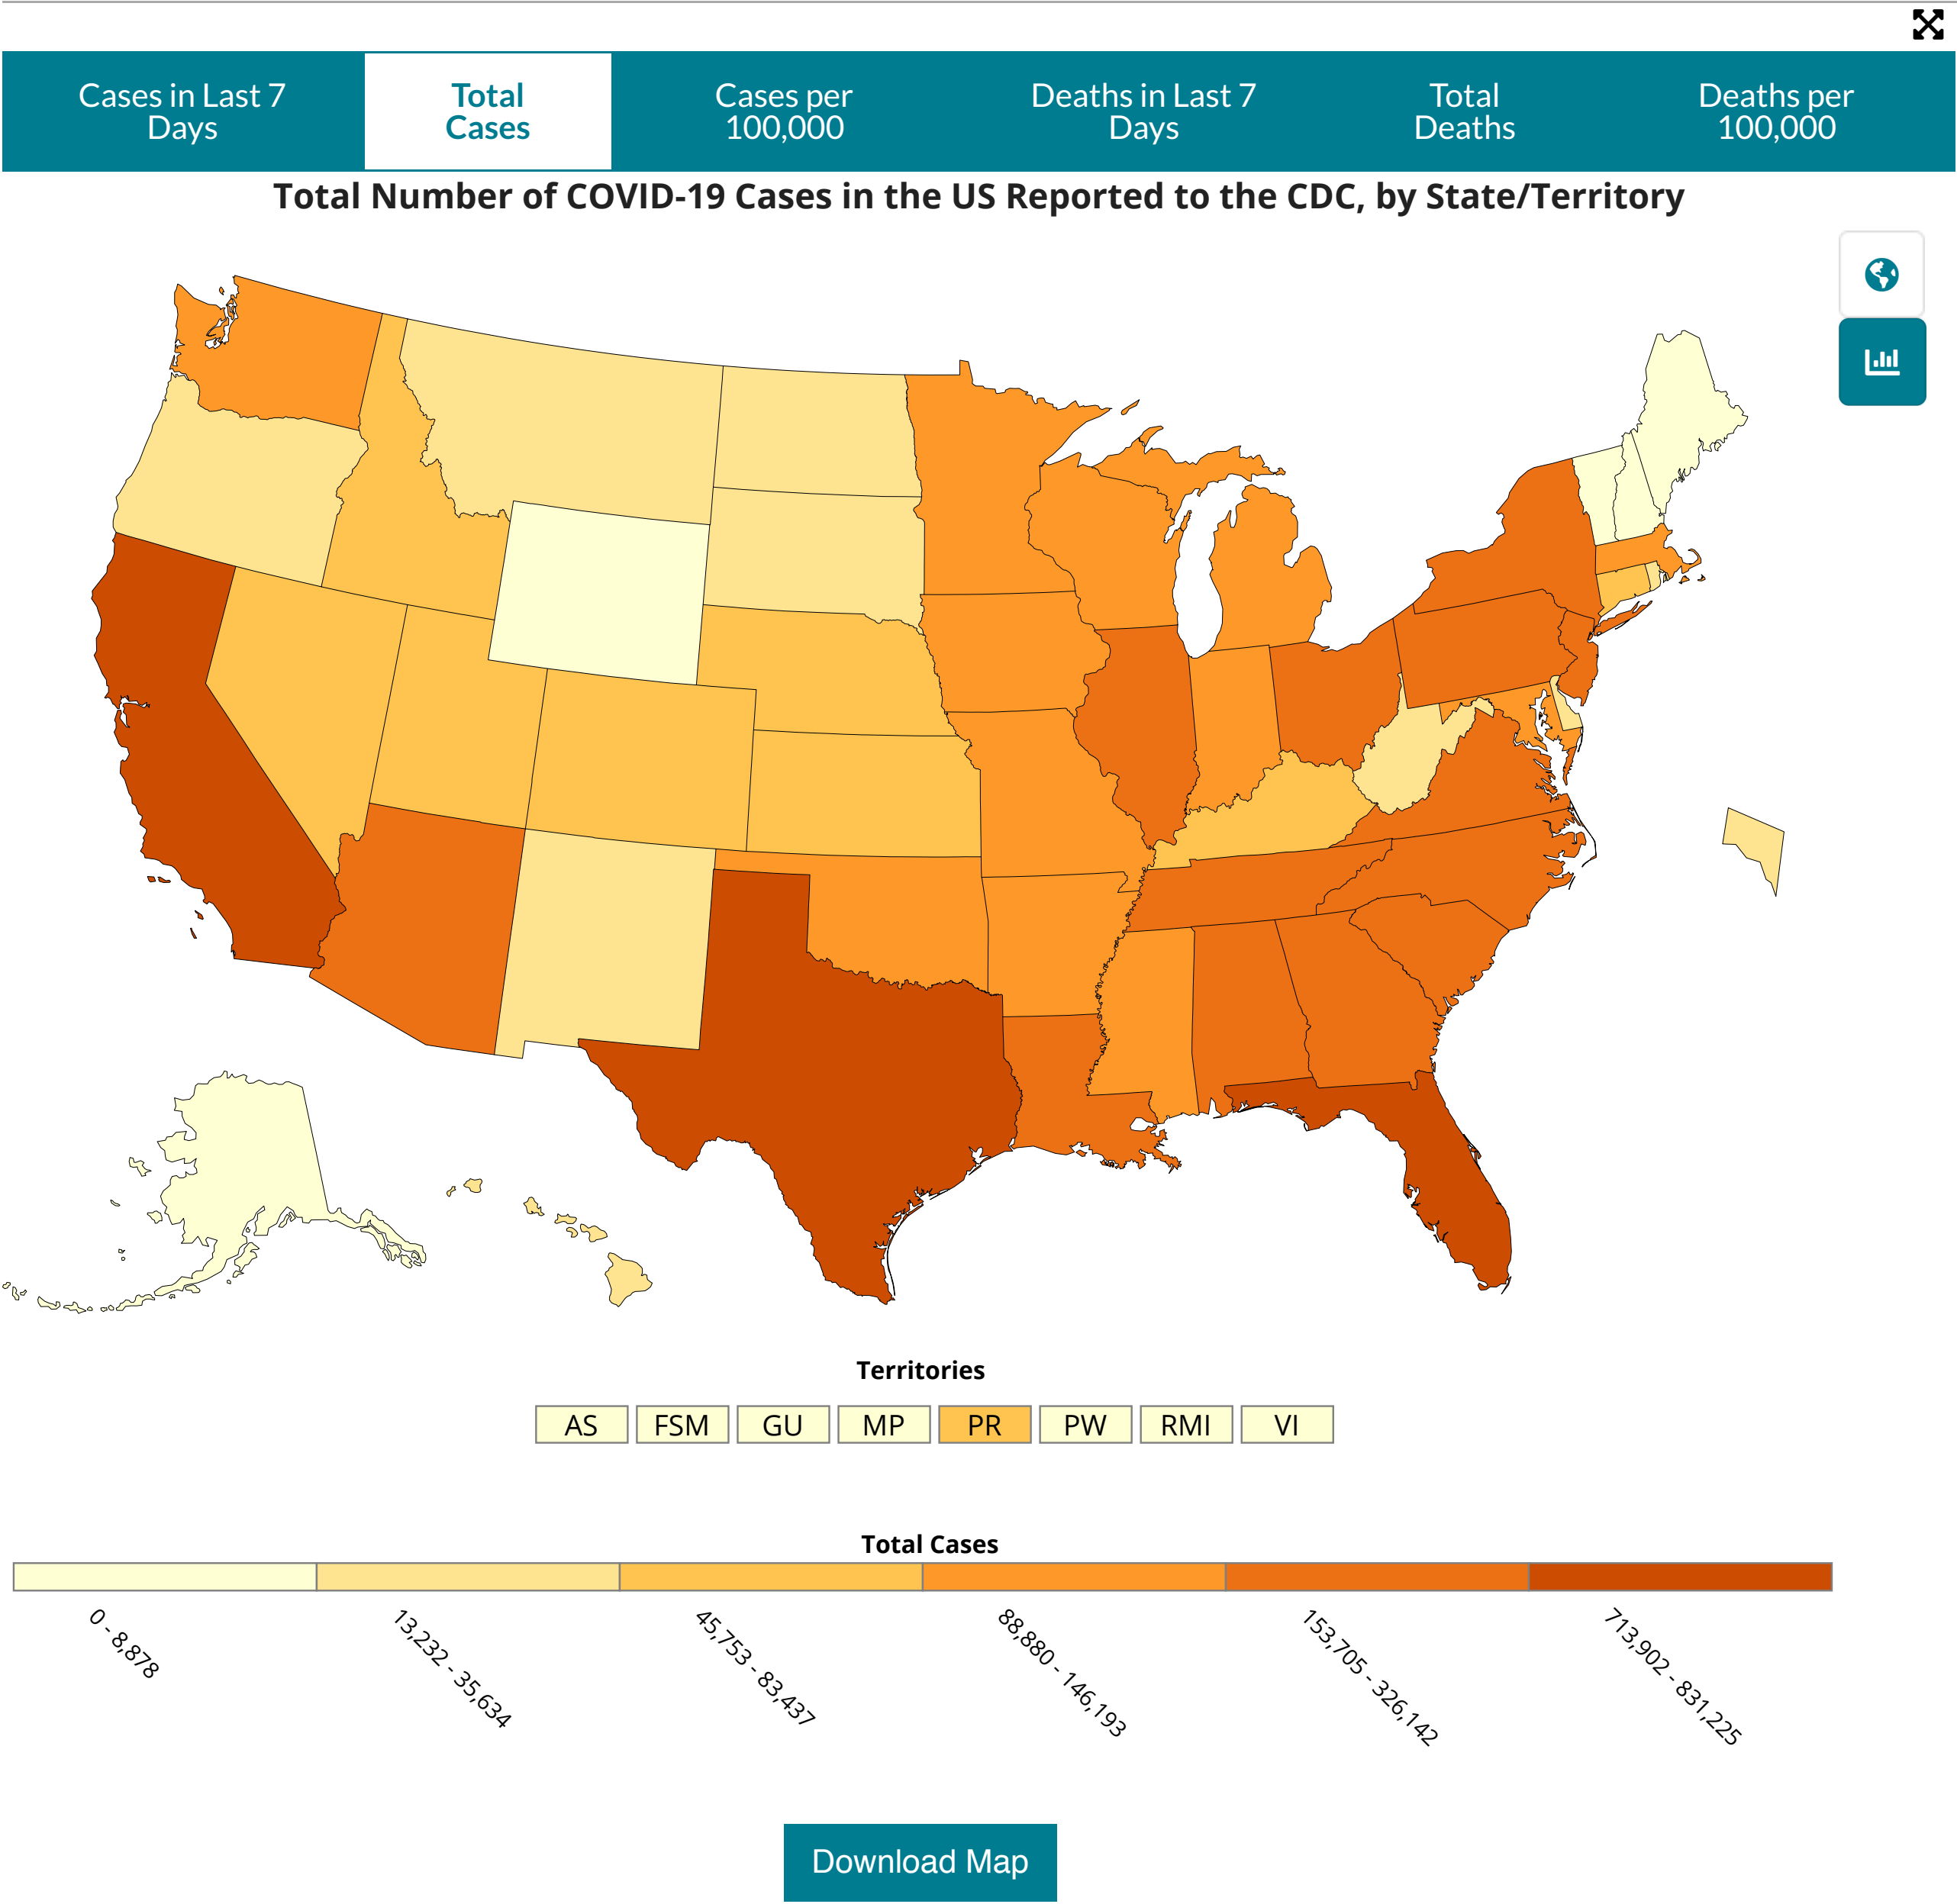 Cases in Last 7
Days
Total
Cases
Cases per
100,000
Deaths in Last 7
Days
Total
Deaths
Deaths per
100,000
Total Number of COVID-19 Cases in the US Reported to the CDC, by State/Territory
Territories
AS FSM GU MP PR PW RMI VI
Total Cases
0 - 8,878
13,232 - 35,634
45,753 - 83,437
88,880 - 146,193
153,705 - 326,142
713,902 - 831,225
Download Map